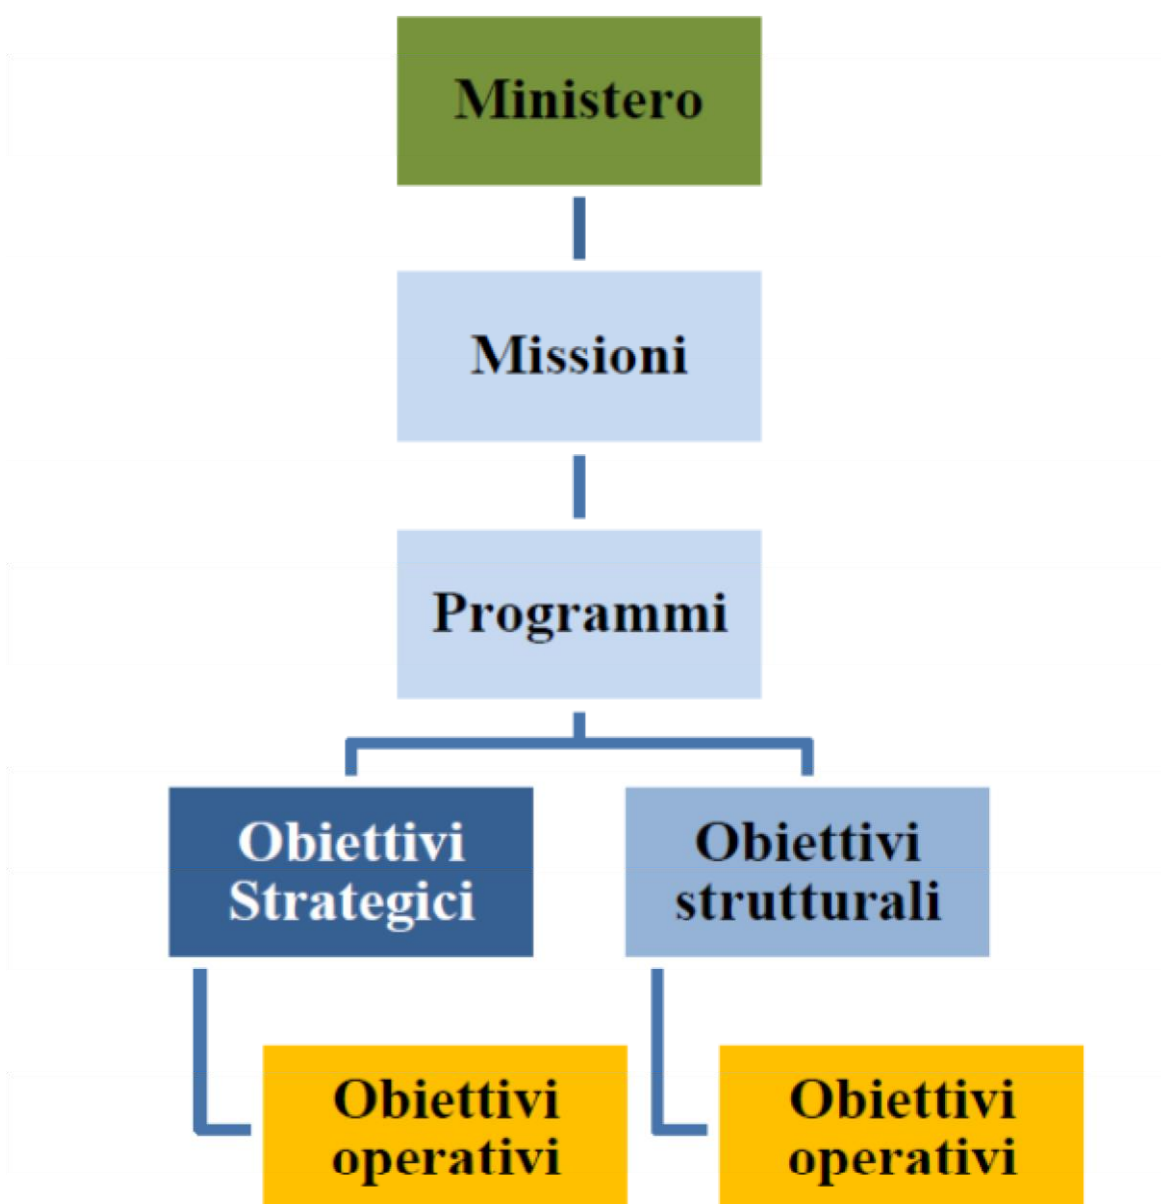 Ministero
Missioni
Programmi
Obiettivi
Strategici
Obiettivi
strutturali
Obiettivi
operativi
Obiettivi
operativi